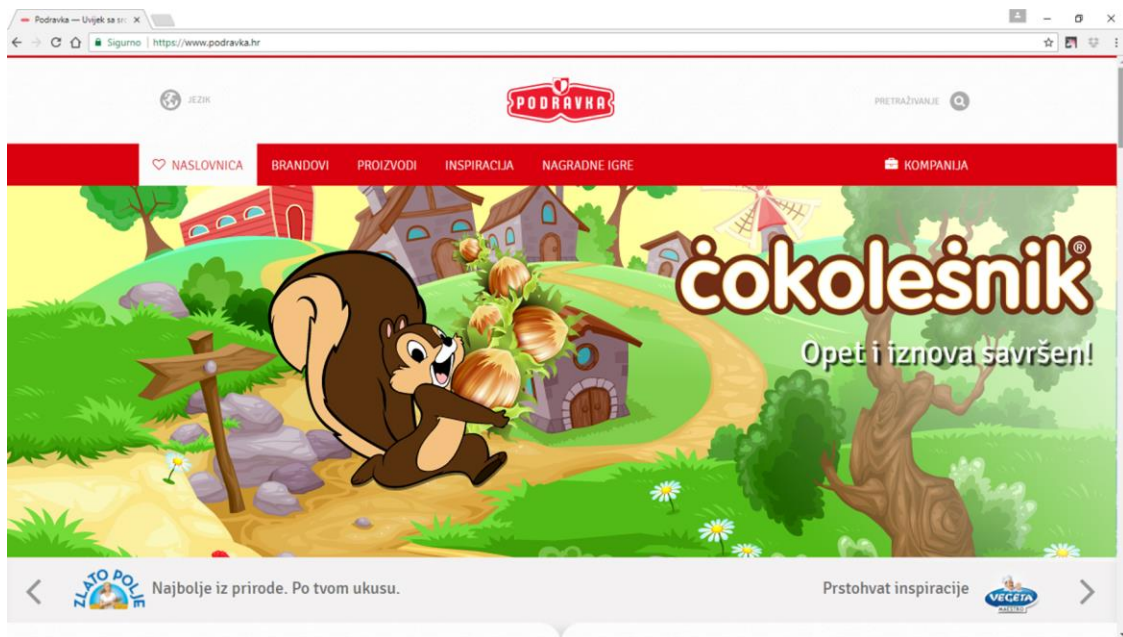 Podravka — Uvijek sa sr
Sigurno | https://www.podravka.hr
JEZIK
PODRAVKA
PRETRAŽIVANJE
NASLOVNICA BRANDOVI PROIZVODI INSPIRACIJA NAGRADNE IGRE KOMPANIJA
čokolešnik®
Opet i iznova savršen!
ZLATO POLJE
Najbolje iz prirode. Po tvom ukusu.
Prstohvat inspiracije
VEGETA
MAESTRO